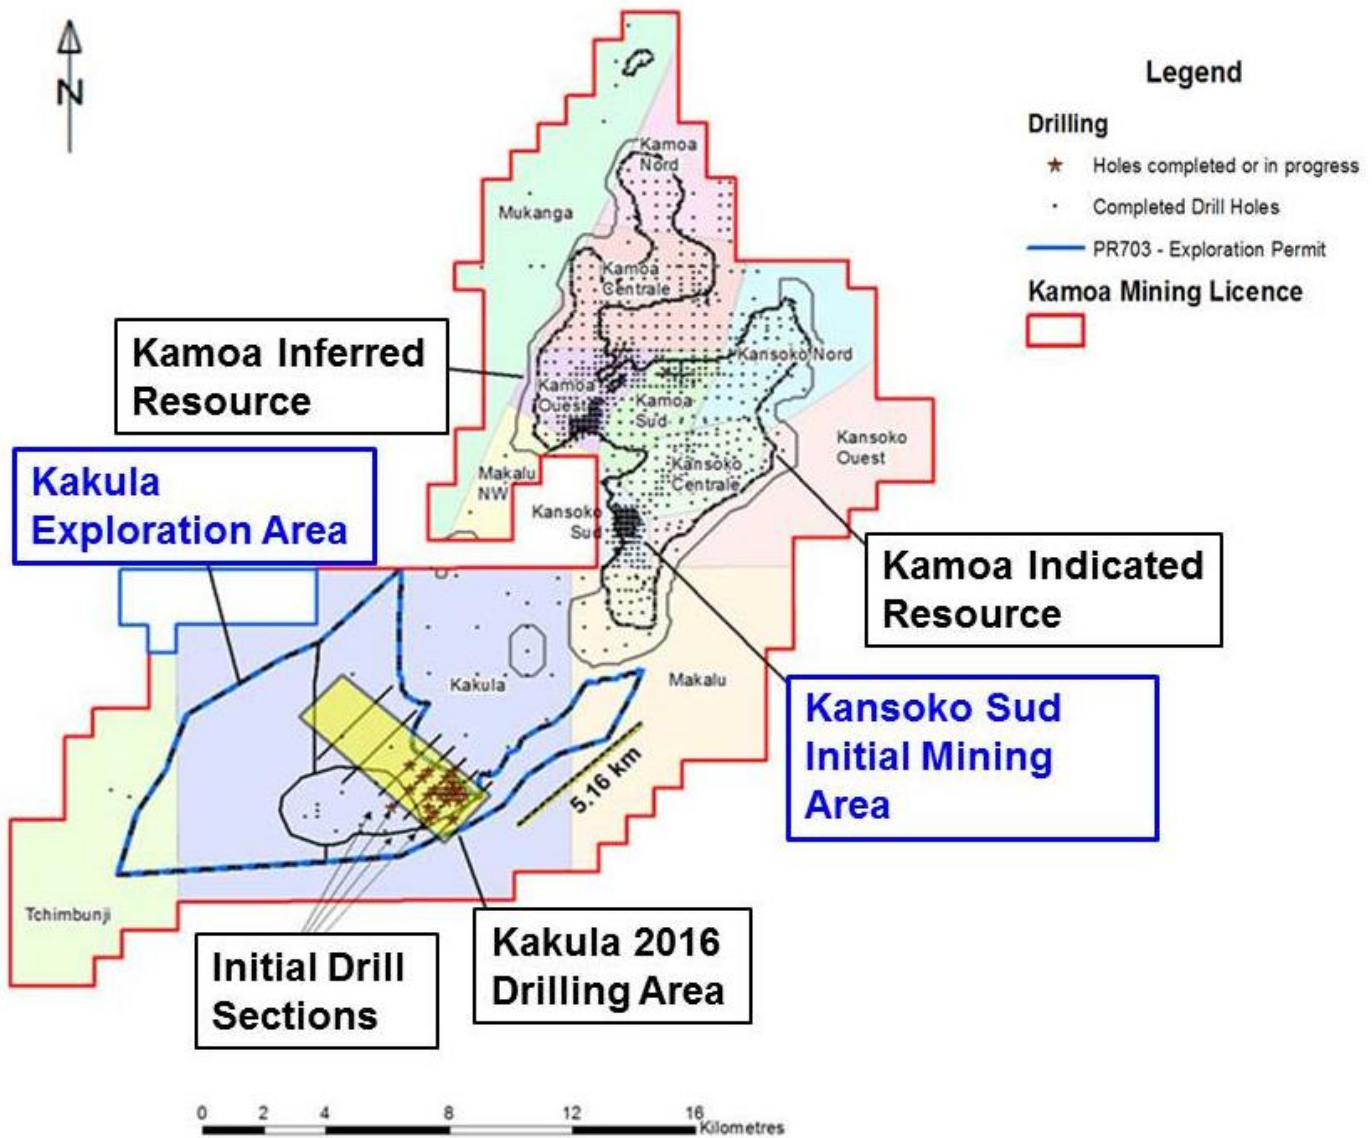 N
Legend
Drilling
Holes completed or in progress
Completed Drill Holes
PR703 - Exploration Permit
Kamoa Mining Licence
Kamoa
Nord
Mukanga
Kamoa
Centrale
Kansoko Nord
Kamoa Inferred
Resource
Kamoa
Ouest
Kamoa
Sud
Kansoko
Ouest
Kansoko
Centrale
Makalu
NW
Kansoko
Sud
Kakula
Exploration Area
Kamoa Indicated
Resource
Kakula
Makalu
Kansoko Sud
Initial Mining
Area
5.16 km
Tchimbunji
Initial Drill
Sections
Kakula 2016
Drilling Area
0 2 4 8 12 16
Kilometres